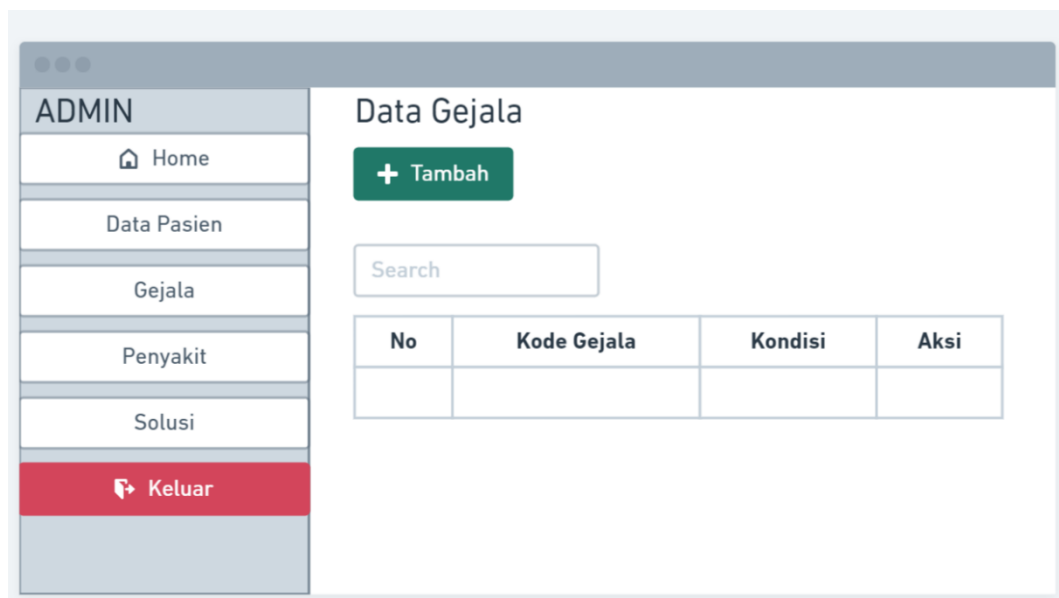 ADMIN
Home
Data Pasien
Gejala
Penyakit
Solusi
Keluar
Data Gejala
Tambah
Search
No Kode Gejala Kondisi Aksi